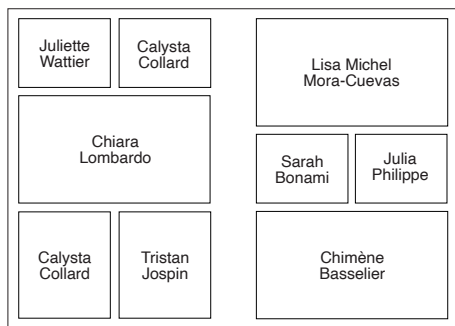 Juliette
Wattier
Calysta
Collard
Chiara
Lombardo
Calysta
Collard
Tristan
Jospin
Lisa Michel
Mora-Cuevas
Sarah
Bonami
Julia
Philippe
Chimène
Basselier